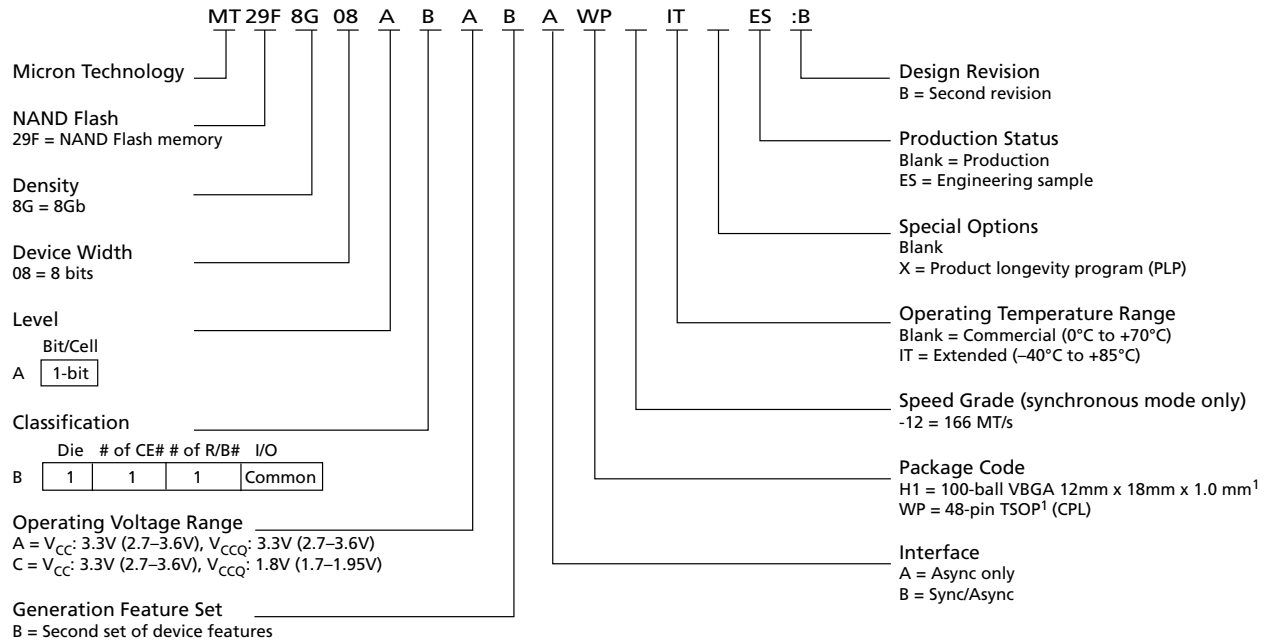 MT 29F 8G 08 A B A B A WP IT ES :B
Micron Technology
NAND Flash
29F = NAND Flash memory
Density
8G = 8Gb
Device Width
08 = 8 bits
Level
Bit/Cell
A 1-bit
Classification
Die # of CE# # of R/B# I/O
B 1 1 1 Common
Operating Voltage Range
A = VCC: 3.3V (2.7–3.6V), VCCQ: 3.3V (2.7–3.6V)
C = VCC: 3.3V (2.7–3.6V), VCCQ: 1.8V (1.7–1.95V)
Generation Feature Set
B = Second set of device features
Design Revision
B = Second revision
Production Status
Blank = Production
ES = Engineering sample
Special Options
Blank
X = Product longevity program (PLP)
Operating Temperature Range
Blank = Commercial (0°C to +70°C)
IT = Extended (–40°C to +85°C)
Speed Grade (synchronous mode only)
-12 = 166 MT/s
Package Code
H1 = 100-ball VBGA 12mm x 18mm x 1.0 mm1
WP = 48-pin TSOP1 (CPL)
Interface
A = Async only
B = Sync/Async